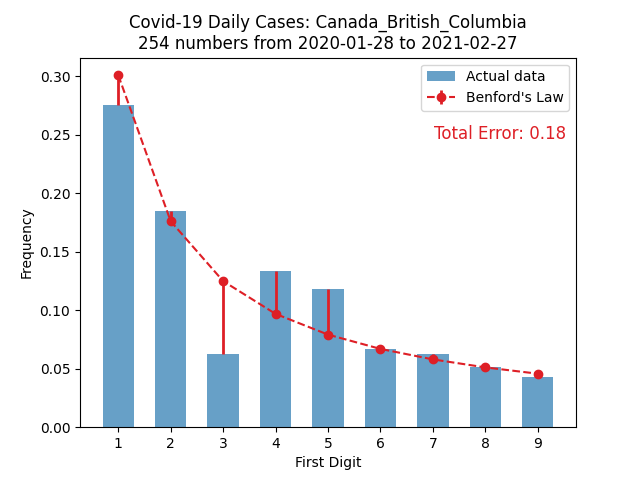 Covid-19 Daily Cases: Canada_British_Columbia
254 numbers from 2020-01-28 to 2021-02-27
Actual data
Benford's Law
Total Error: 0.18
0.30
0.25
0.20
0.15
0.10
0.05
0.00
Frequency
1 2 3 4 5 6 7 8 9
First Digit